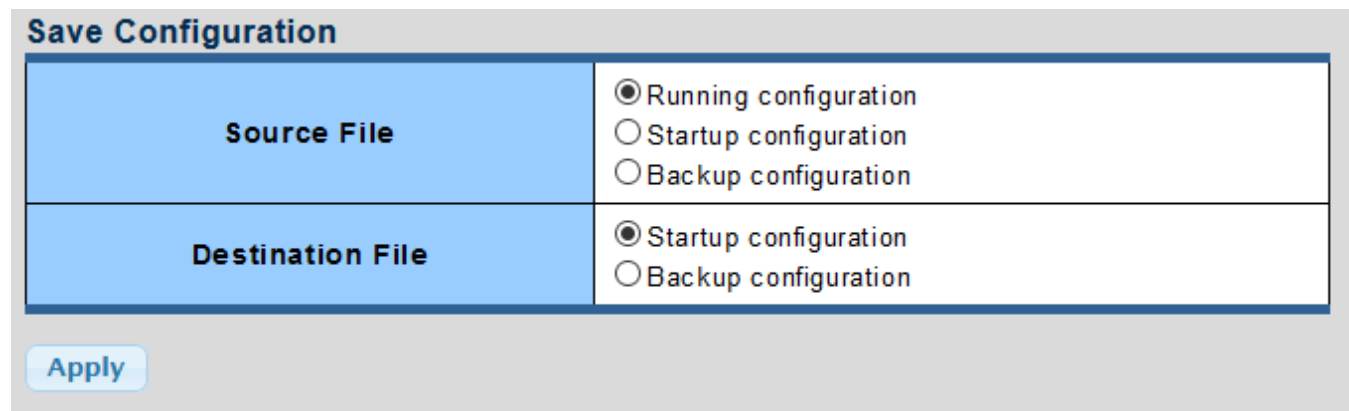 Save Configuration
Source File
Running configuration
Startup configuration
Backup configuration
Destination File
Startup configuration
Backup configuration
Apply